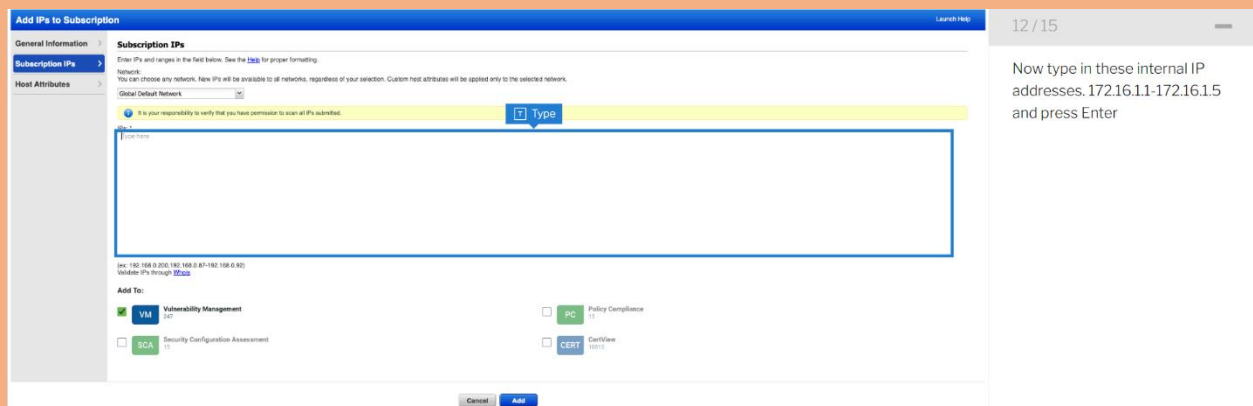 Add IPs to Subscription
Launch Help
General Information
Subscription IPs
Host Attributes
Subscription IPs
Enter IPs and ranges in the field below. See the Help for proper formatting.
Network:
You can choose any network. New IPs will be available to all networks, regardless of your selection. Custom host attributes will be applied only to the selected network.
Global Default Network
It is your responsibility to verify that you have permission to scan all IPs submitted.
T Type
IPs: *
Type here
(ex: 192.168.0.200,192.168.0.87-192.168.0.92)
Validate IPs through Whois
Add To:
VM Vulnerability Management
247
PC Policy Compliance
SCA Security Configuration Assessment
CERT CertView
Cancel
Add
12 / 15
Now type in these internal IP
addresses. 172.16.1.1-172.16.1.5
and press Enter